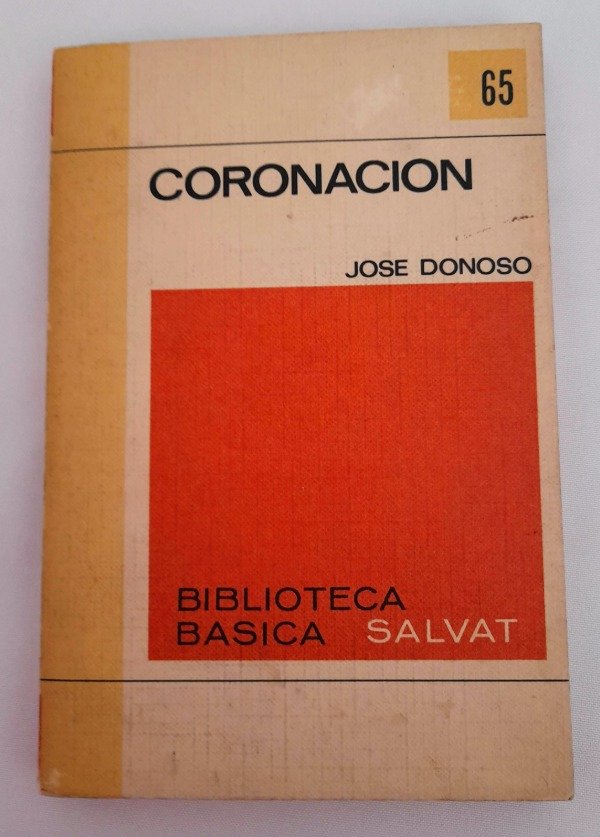 65
CORONACION
JOSE DONOSO
BIBLIOTECA
BASICA SALVAT